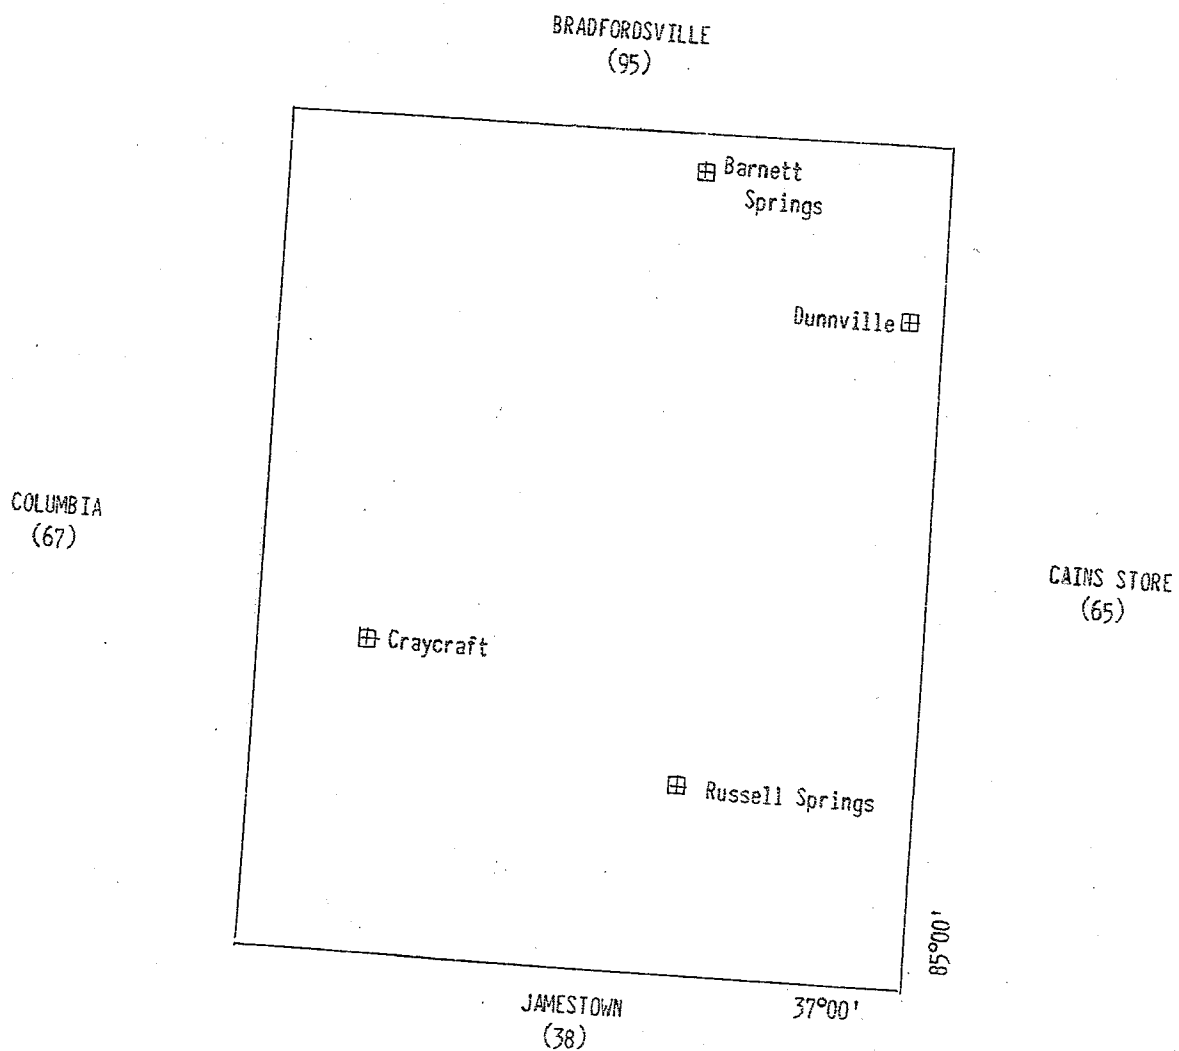 BRADFORDSVILLE
(95)
Barnett
Springs
Dunnville
COLUMBIA
(67)
CAINS STORE
(65)
Craycraft
Russell Springs
85°00'
JAMESTOWN
(38)
37°00'